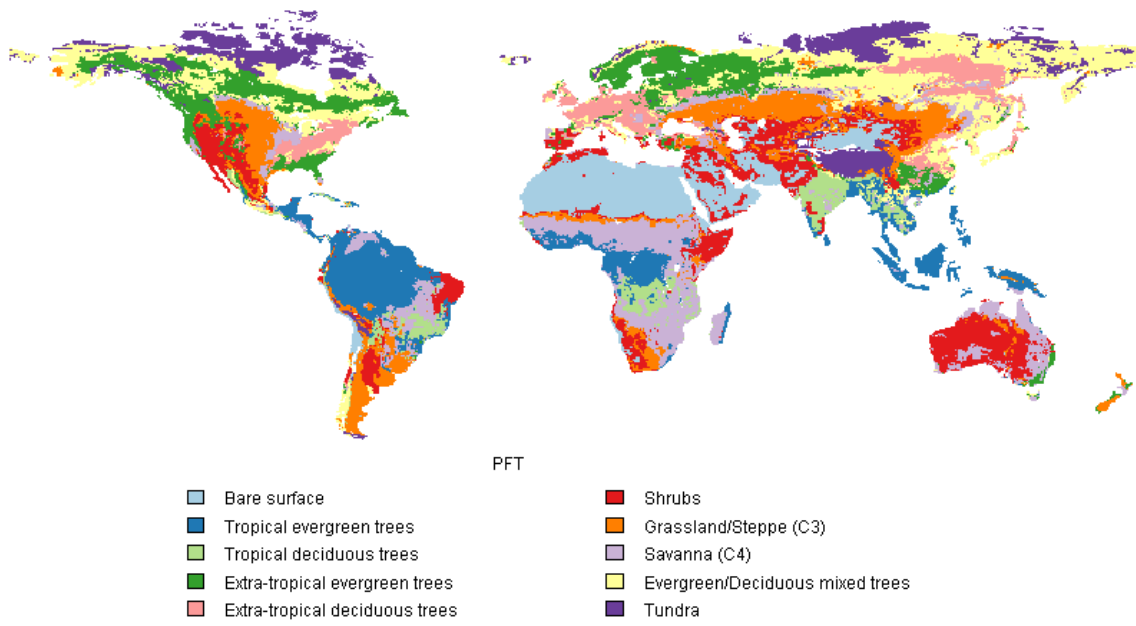 PFT
Bare surface
Tropical evergreen trees
Tropical deciduous trees
Extra-tropical evergreen trees
Extra-tropical deciduous trees
Shrubs
Grassland/Steppe (C3)
Savanna (C4)
Evergreen/Deciduous mixed trees
Tundra